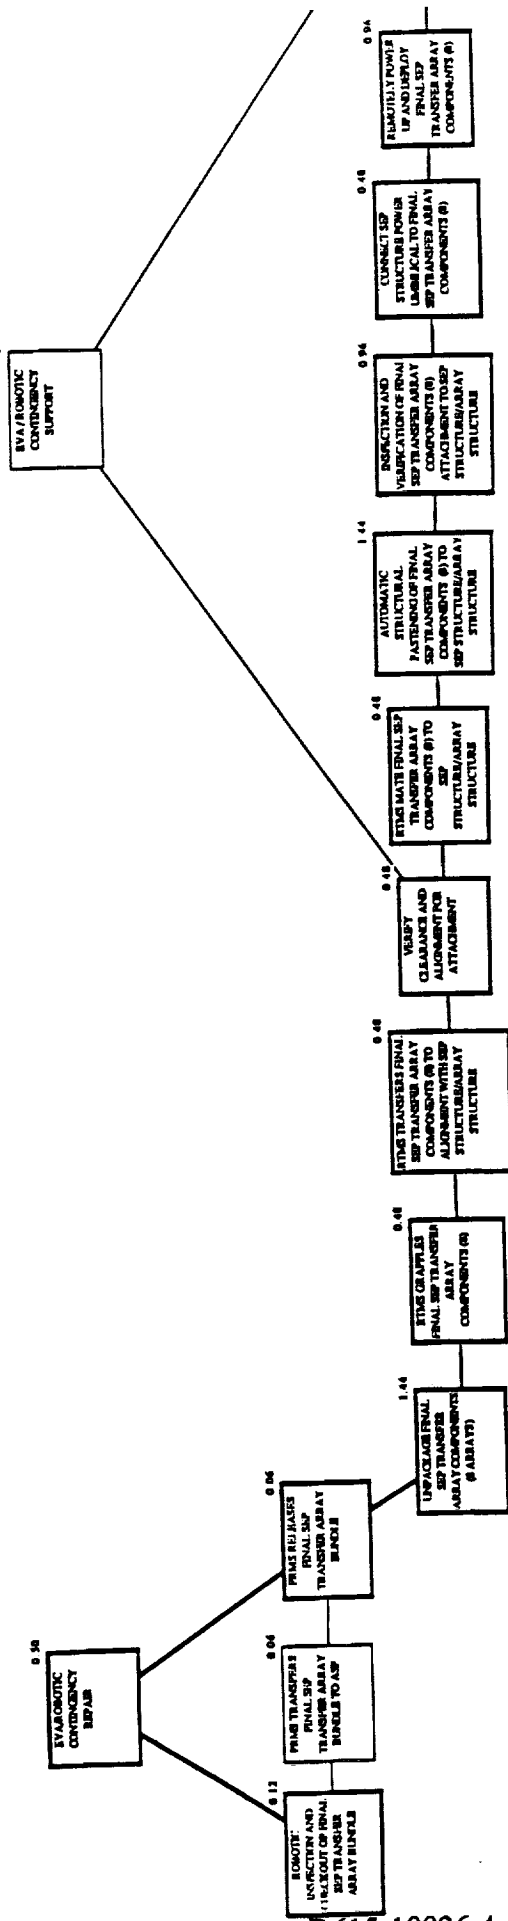 0.50
EVA/ROBOTIC
CONTINGENCY
REPAIR
0.12
ROBOTIC
INSPECTION AND
CHECKOUT OF FINAL
SEP TRANSFER
ARRAY BUNDLE
0.06
PRMS TRANSFERS
FINAL SEP
TRANSFER ARRAY
BUNDLE TO ASP
0.06
PRMS RELEASES
FINAL SEP
TRANSFER ARRAY
BUNDLE
1.44
UNPACKAGE FINAL
SEP TRANSFER
ARRAY COMPONENTS
(8 ARRAYS)
0.48
RTMS GRAPPLES
FINAL SEP TRANSFER
ARRAY
COMPONENTS (8)
0.48
RTMS TRANSFERS FINAL
SEP TRANSFER ARRAY
COMPONENTS (8) TO
ALIGNMENT WITH SEP
STRUCTURE/ARRAY
STRUCTURE
0.48
VERIFY
CLEARANCE AND
ALIGNMENT FOR
ATTACHMENT
EVA/ROBOTIC
CONTINGENCY
SUPPORT
0.48
RTMS MATE FINAL SEP
TRANSFER ARRAY
COMPONENTS (8) TO
SEP
STRUCTURE/ARRAY
STRUCTURE
1.44
AUTOMATIC
STRUCTURAL
FASTENING OF FINAL
SEP TRANSFER ARRAY
COMPONENTS (8) TO
SEP STRUCTURE/ARRAY
STRUCTURE
0.96
INSPECTION AND
VERIFICATION OF FINAL
SEP TRANSFER ARRAY
COMPONENTS (8)
ATTACHMENT TO SEP
STRUCTURE/ARRAY
STRUCTURE
0.48
CONNECT SEP
STRUCTURE POWER
UMBILICAL TO FINAL
SEP TRANSFER ARRAY
COMPONENTS (8)
0.96
REMOTELY POWER
UP AND DEPLOY
FINAL SEP
TRANSFER ARRAY
COMPONENTS (8)